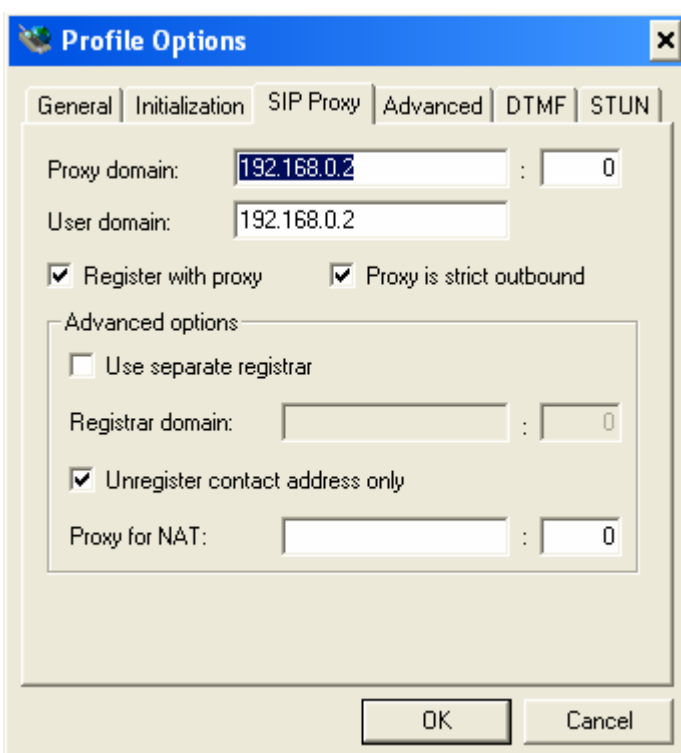 Profile Options
General Initialization SIP Proxy Advanced DTMF STUN
Proxy domain: 192.168.0.2 : 0
User domain: 192.168.0.2
Register with proxy Proxy is strict outbound
Advanced options
Use separate registrar
Registrar domain: : 0
Unregister contact address only
Proxy for NAT: : 0
OK Cancel